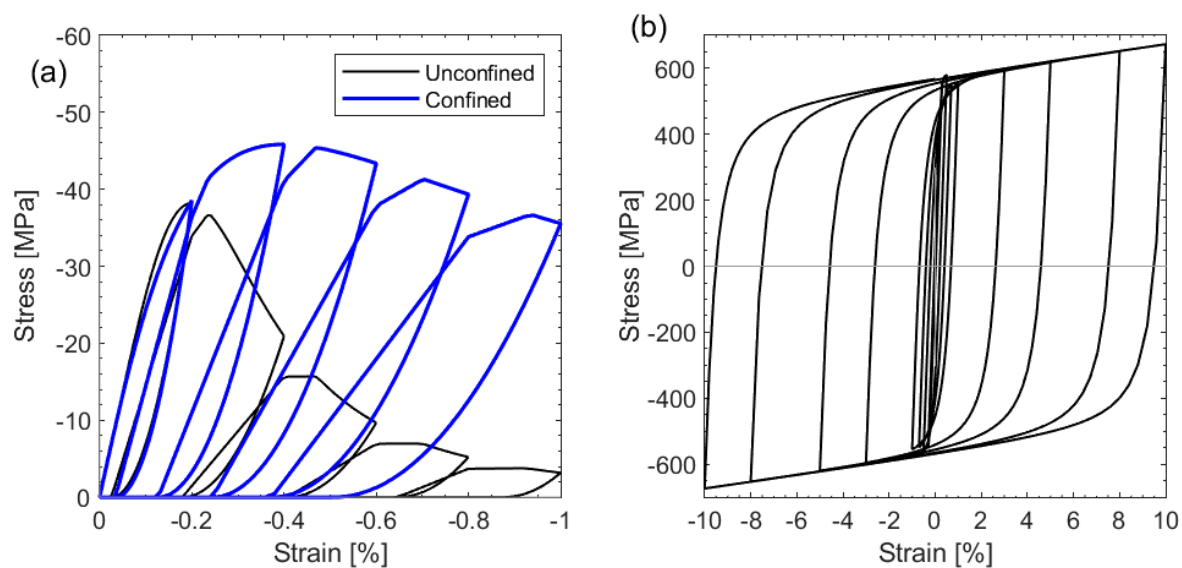 (a)
Unconfined
Confined
-60
-50
-40
-30
-20
-10
0
Stress [MPa]
0 -0.2 -0.4 -0.6 -0.8 -1
Strain [%]
(b)
600
400
200
0
-200
-400
-600
Stress [MPa]
-10 -8 -6 -4 -2 0 2 4 6 8 10
Strain [%]